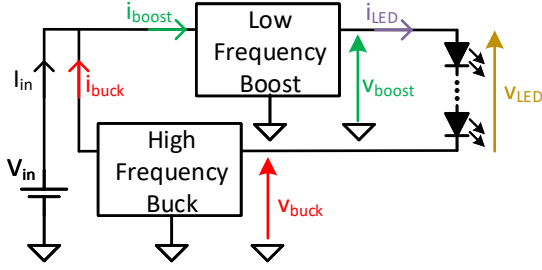 i_boost
Low
Frequency
Boost
i_LED
I_in
i_buck
v_boost
v_LED
High
Frequency
Buck
V_in
v_buck